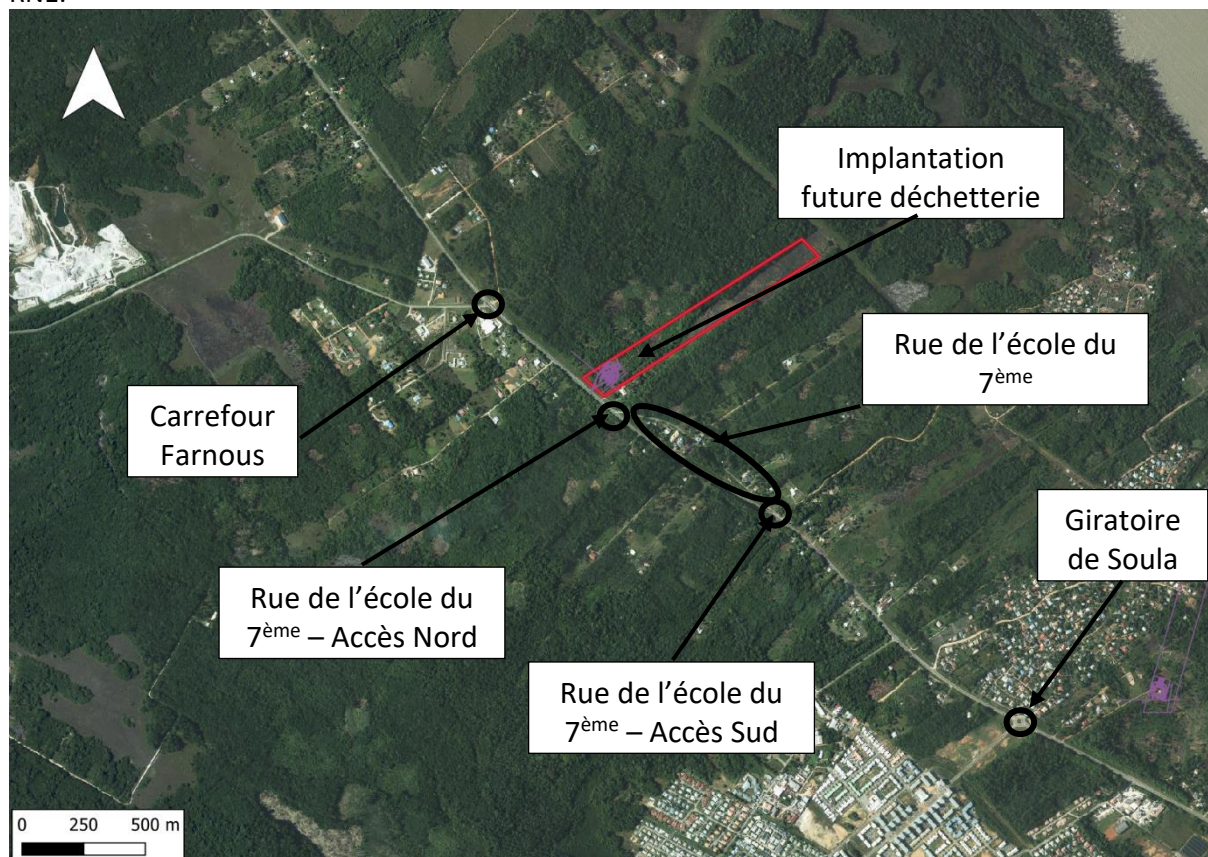 Implantation
future déchetterie
Rue de l’école du
7ème
Carrefour
Farnous
Giratoire
de Soula
Rue de l’école du
7ème – Accès Nord
Rue de l’école du
7ème – Accès Sud
0 250 500 m